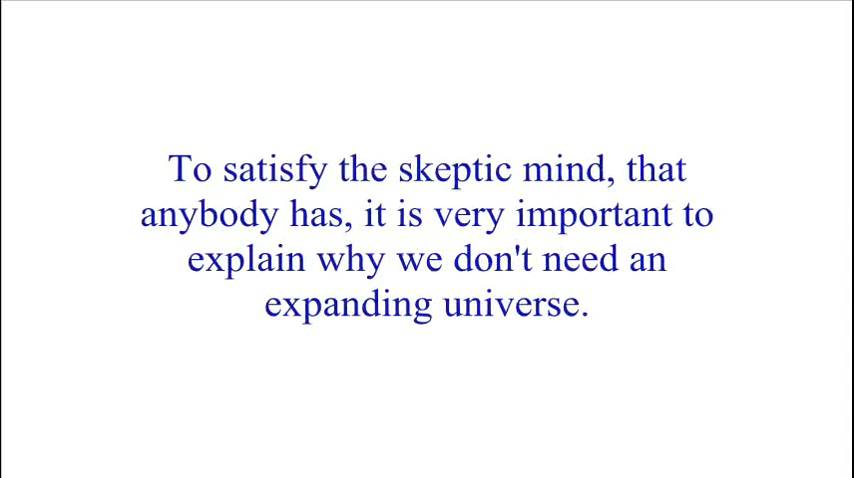 To satisfy the skeptic mind, that
anybody has, it is very important to
explain why we don't need an
expanding universe.